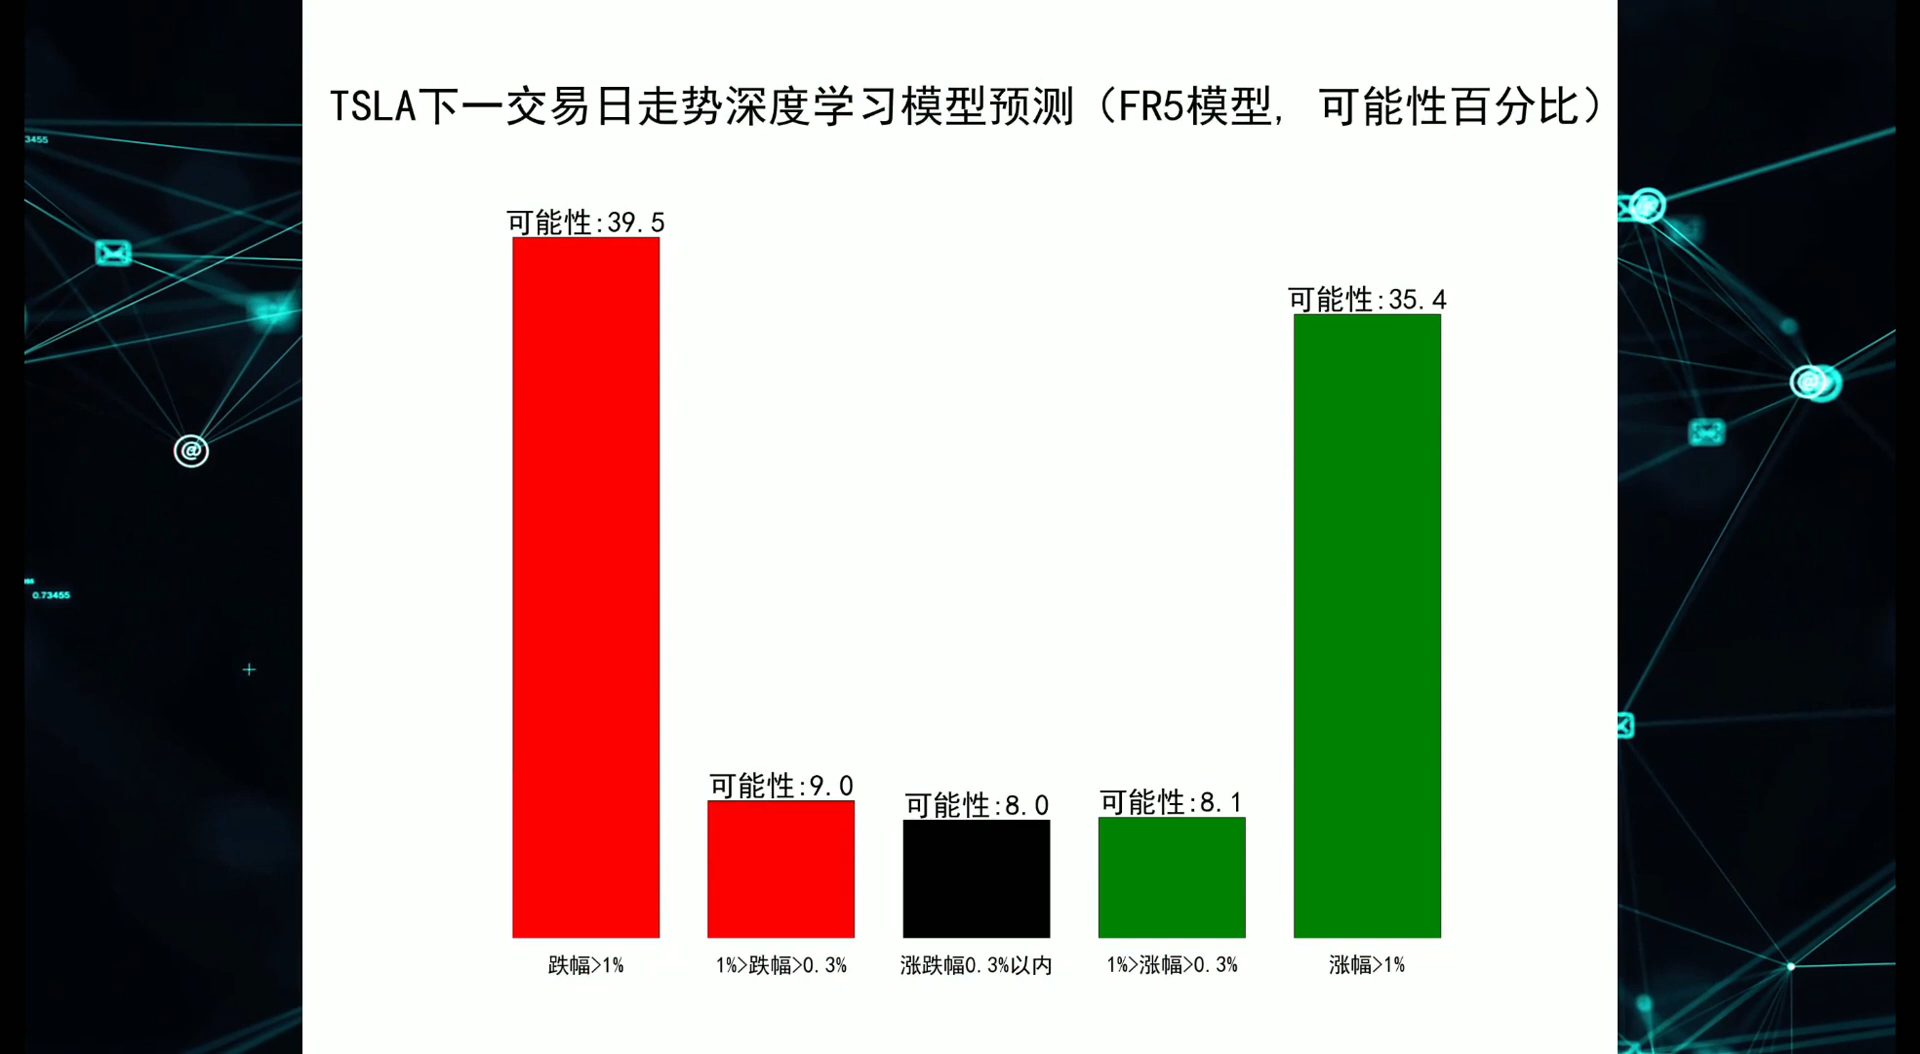 TSLA下一交易日走势深度学习模型预测（FR5模型, 可能性百分比）
可能性:39.5
可能性:35.4
可能性:9.0
可能性:8.0
可能性:8.1
跌幅>1%
1%>跌幅>0.3%
涨跌幅0.3%以内
1%>涨幅>0.3%
涨幅>1%
3455
0.73455